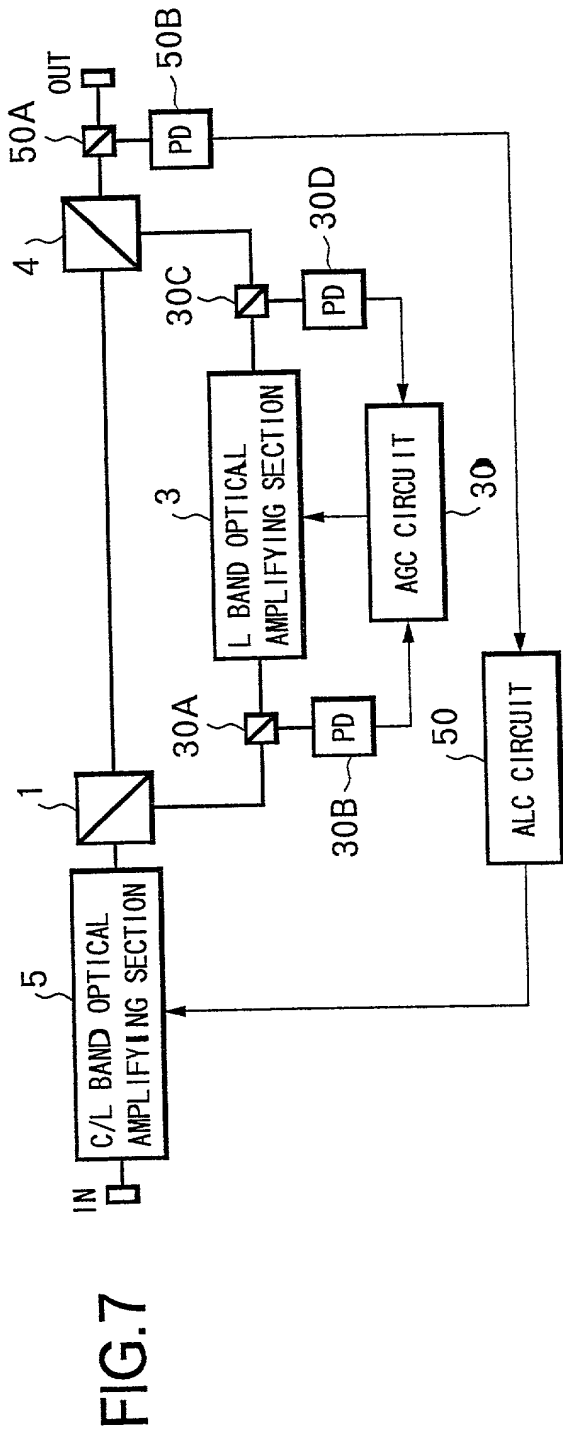 FIG.7
IN
5
C/L BAND OPTICAL
AMPLIFYING SECTION
1
30A
PD
30B
3
L BAND OPTICAL
AMPLIFYING SECTION
30C
PD
30D
AGC CIRCUIT
30
4
50A
OUT
PD
50B
50
ALC CIRCUIT